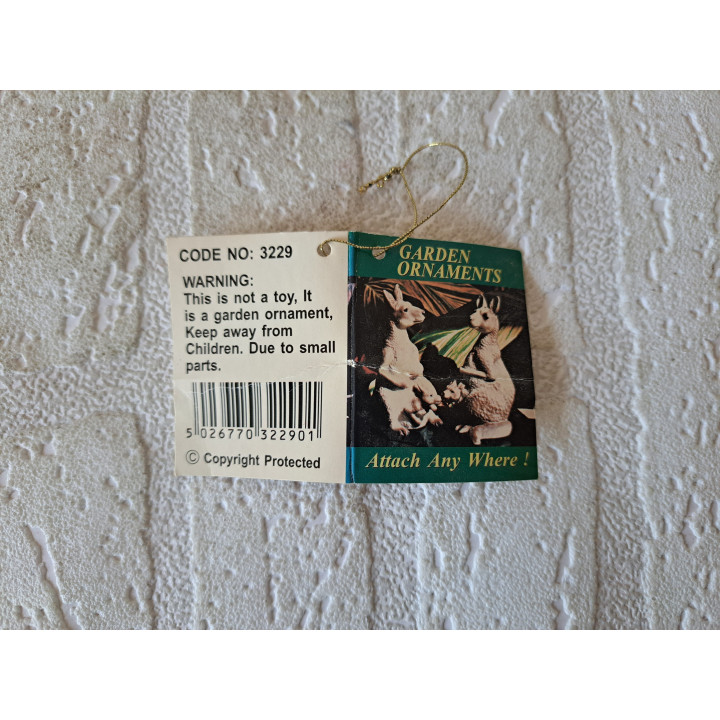 CODE NO: 3229
WARNING:
This is not a toy, It
is a garden ornament,
Keep away from
Children. Due to small
parts.
5 026770 322901
© Copyright Protected
GARDEN
ORNAMENTS
Attach Any Where !